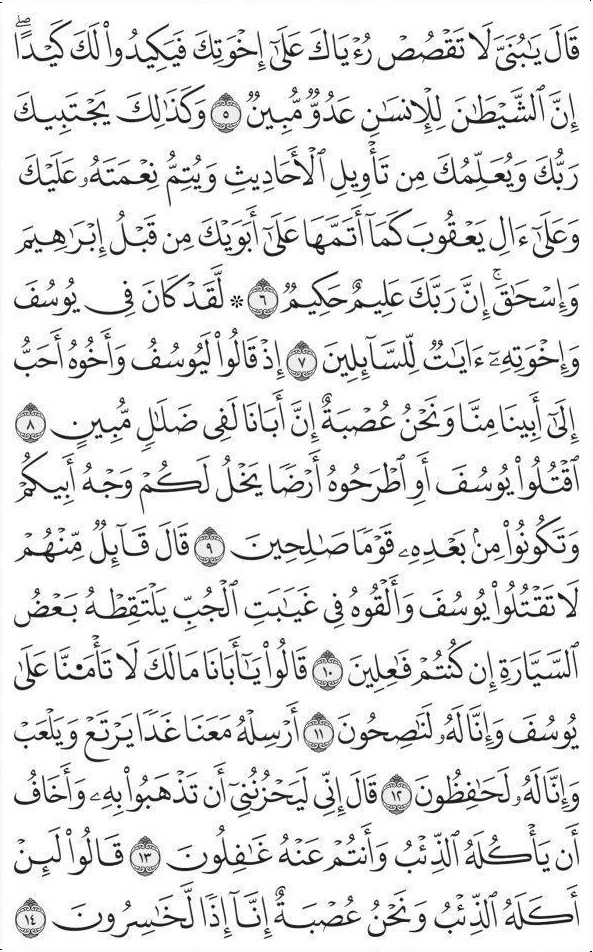 قَالَ يَٰبُنَيَّ لَا تَقۡصُصۡ رُءۡيَاكَ عَلَىٰٓ إِخۡوَتِكَ فَيَكِيدُواْ لَكَ كَيۡدًاۖ
إِنَّ ٱلشَّيۡطَٰنَ لِلۡإِنسَٰنِ عَدُوّٞ مُّبِينٞ ٥ وَكَذَٰلِكَ يَجۡتَبِيكَ
رَبُّكَ وَيُعَلِّمُكَ مِن تَأۡوِيلِ ٱلۡأَحَادِيثِ وَيُتِمُّ نِعۡمَتَهُۥ عَلَيۡكَ
وَعَلَىٰٓ ءَالِ يَعۡقُوبَ كَمَآ أَتَمَّهَا عَلَىٰٓ أَبَوَيۡكَ مِن قَبۡلُ إِبۡرَٰهِيمَ
وَإِسۡحَٰقَۚ إِنَّ رَبَّكَ عَلِيمٌ حَكِيمٞ ٦ * لَّقَدۡ كَانَ فِي يُوسُفَ
وَإِخۡوَتِهِۦٓ ءَايَٰتٞ لِّلسَّآئِلِينَ ٧ إِذۡ قَالُواْ لَيُوسُفُ وَأَخُوهُ أَحَبُّ
إِلَىٰٓ أَبِينَا مِنَّا وَنَحۡنُ عُصۡبَةٌ إِنَّ أَبَانَا لَفِي ضَلَٰلٖ مُّبِينٍ ٨
ٱقۡتُلُواْ يُوسُفَ أَوِ ٱطۡرَحُوهُ أَرۡضٗا يَخۡلُ لَكُمۡ وَجۡهُ أَبِيكُمۡ
وَتَكُونُواْ مِنۢ بَعۡدِهِۦ قَوۡمٗا صَٰلِحِينَ ٩ قَالَ قَآئِلٞ مِّنۡهُمۡ
لَا تَقۡتُلُواْ يُوسُفَ وَأَلۡقُوهُ فِي غَيَٰبَتِ ٱلۡجُبِّ يَلۡتَقِطۡهُ بَعۡضُ
ٱلسَّيَّارَةِ إِن كُنتُمۡ فَٰعِلِينَ ١٠ قَالُواْ يَٰٓأَبَانَا مَالَكَ لَا تَأۡمَ۬نَّا عَلَىٰ
يُوسُفَ وَإِنَّا لَهُۥ لَنَٰصِحُونَ ١١ أَرۡسِلۡهُ مَعَنَا غَدٗا يَرۡتَعۡ وَيَلۡعَبۡ
وَإِنَّا لَهُۥ لَحَٰفِظُونَ ١٢ قَالَ إِنِّي لَيَحۡزُنُنِيٓ أَن تَذۡهَبُواْ بِهِۦ وَأَخَافُ
أَن يَأۡكُلَهُ ٱلذِّئۡبُ وَأَنتُمۡ عَنۡهُ غَٰفِلُونَ ١٣ قَالُواْ لَئِنۡ
أَكَلَهُ ٱلذِّئۡبُ وَنَحۡنُ عُصۡبَةٌ إِنَّآ إِذٗا لَّخَٰسِرُونَ ١٤